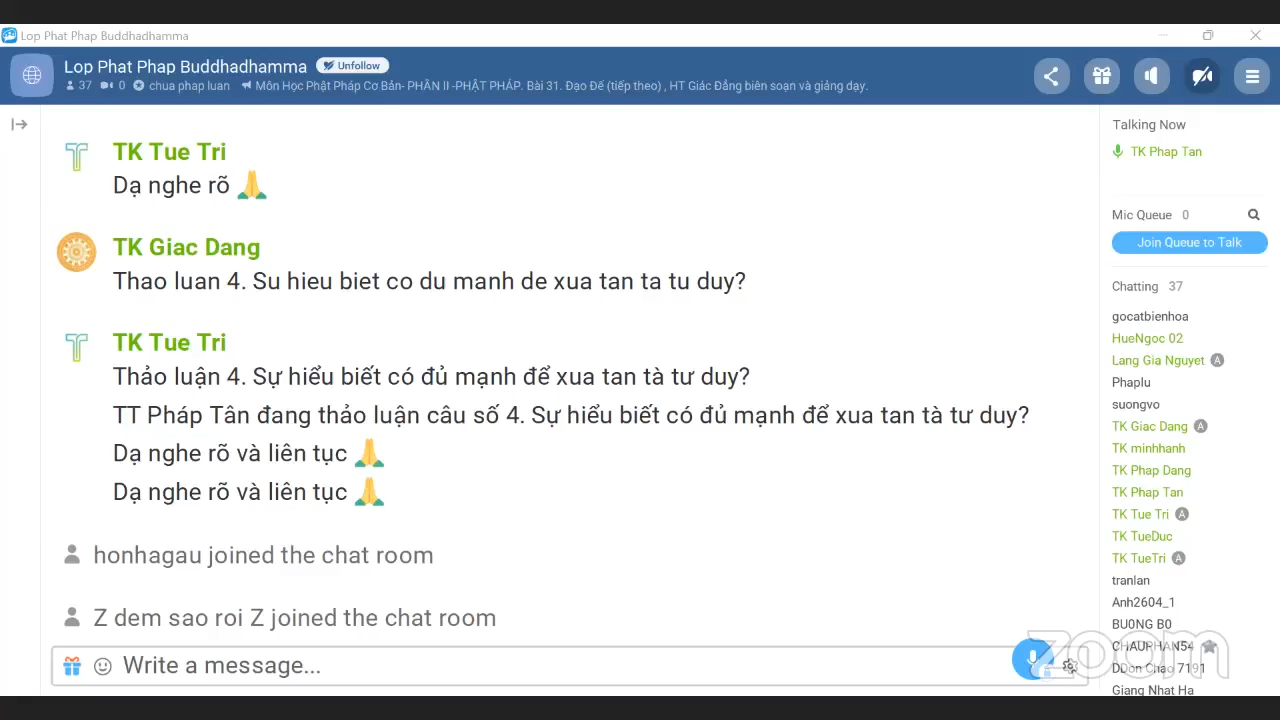 Lop Phat Phap Buddhadhamma
Lop Phat Phap Buddhadhamma
Unfollow
37 0 chua phap luan Môn Học Phật Pháp Cơ Bản- PHẦN II -PHẬT PHÁP. Bài 31. Đạo Đế (tiếp theo) , HT Giác Đẳng biên soạn và giảng dạy.
TK Tue Tri
Dạ nghe rõ 🙏
TK Giac Dang
Thao luan 4. Su hieu biet co du manh de xua tan ta tu duy?
TK Tue Tri
Thảo luận 4. Sự hiểu biết có đủ mạnh để xua tan tà tư duy?
TT Pháp Tân đang thảo luận câu số 4. Sự hiểu biết có đủ mạnh để xua tan tà tư duy?
Dạ nghe rõ và liên tục 🙏
Dạ nghe rõ và liên tục 🙏
honhagau joined the chat room
Z dem sao roi Z joined the chat room
Write a message...
Talking Now
TK Phap Tan
Mic Queue 0
Join Queue to Talk
Chatting 37
gocatbienhoa
HueNgoc 02
Lang Gia Nguyet A
Phaplu
suongvo
TK Giac Dang A
TK minhhanh
TK Phap Dang
TK Phap Tan
TK Tue Tri A
TK TueDuc
TK TueTri A
tranlan
Anh2604_1
BU0NG B0
CHAUPHAN54
DDon Chao 7191
Giang Nhat Ha
zoom